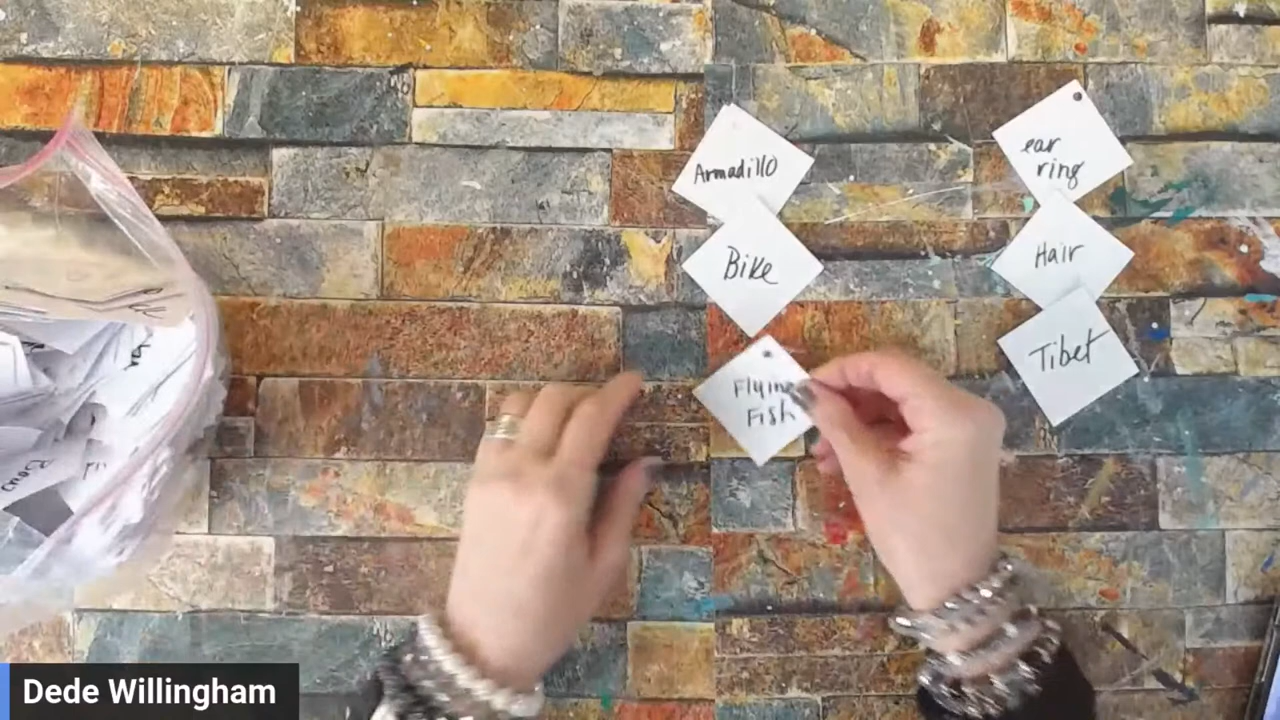 Armadillo
Bike
Flying
Fish
ear
ring
Hair
Tibet
Dede Willingham